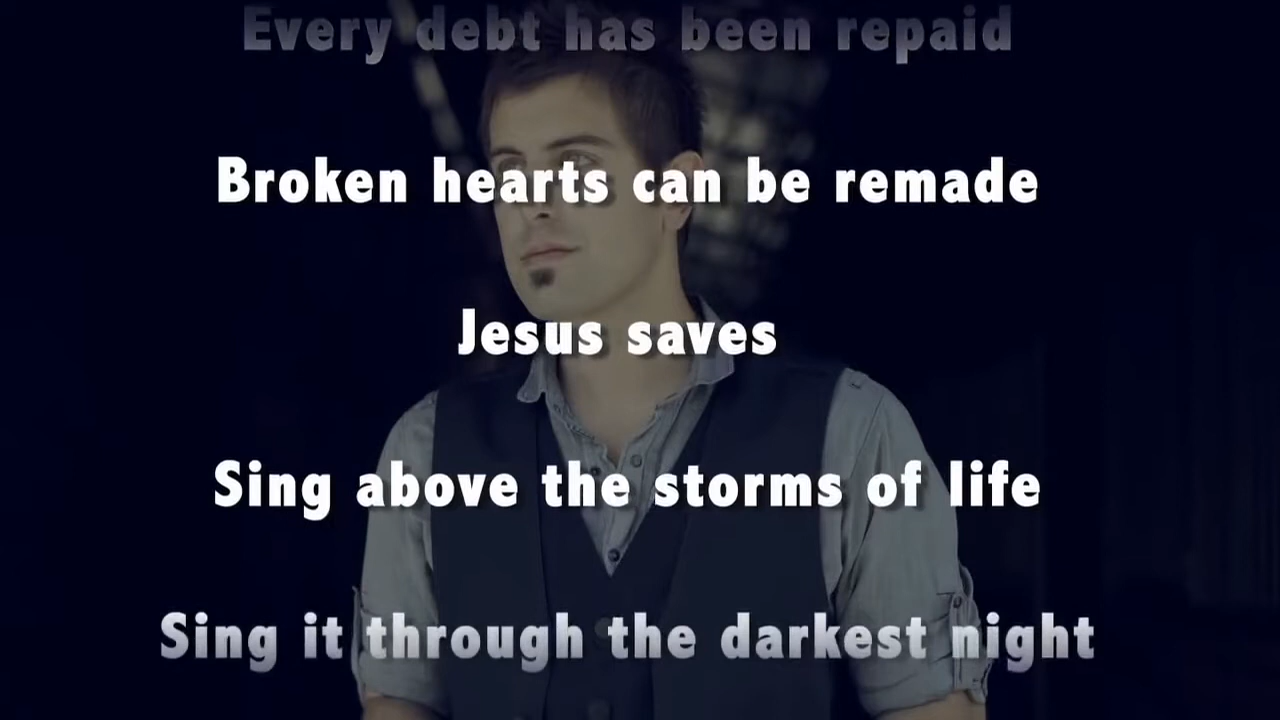 Every debt has been repaid
Broken hearts can be remade
Jesus saves
Sing above the storms of life
Sing it through the darkest night